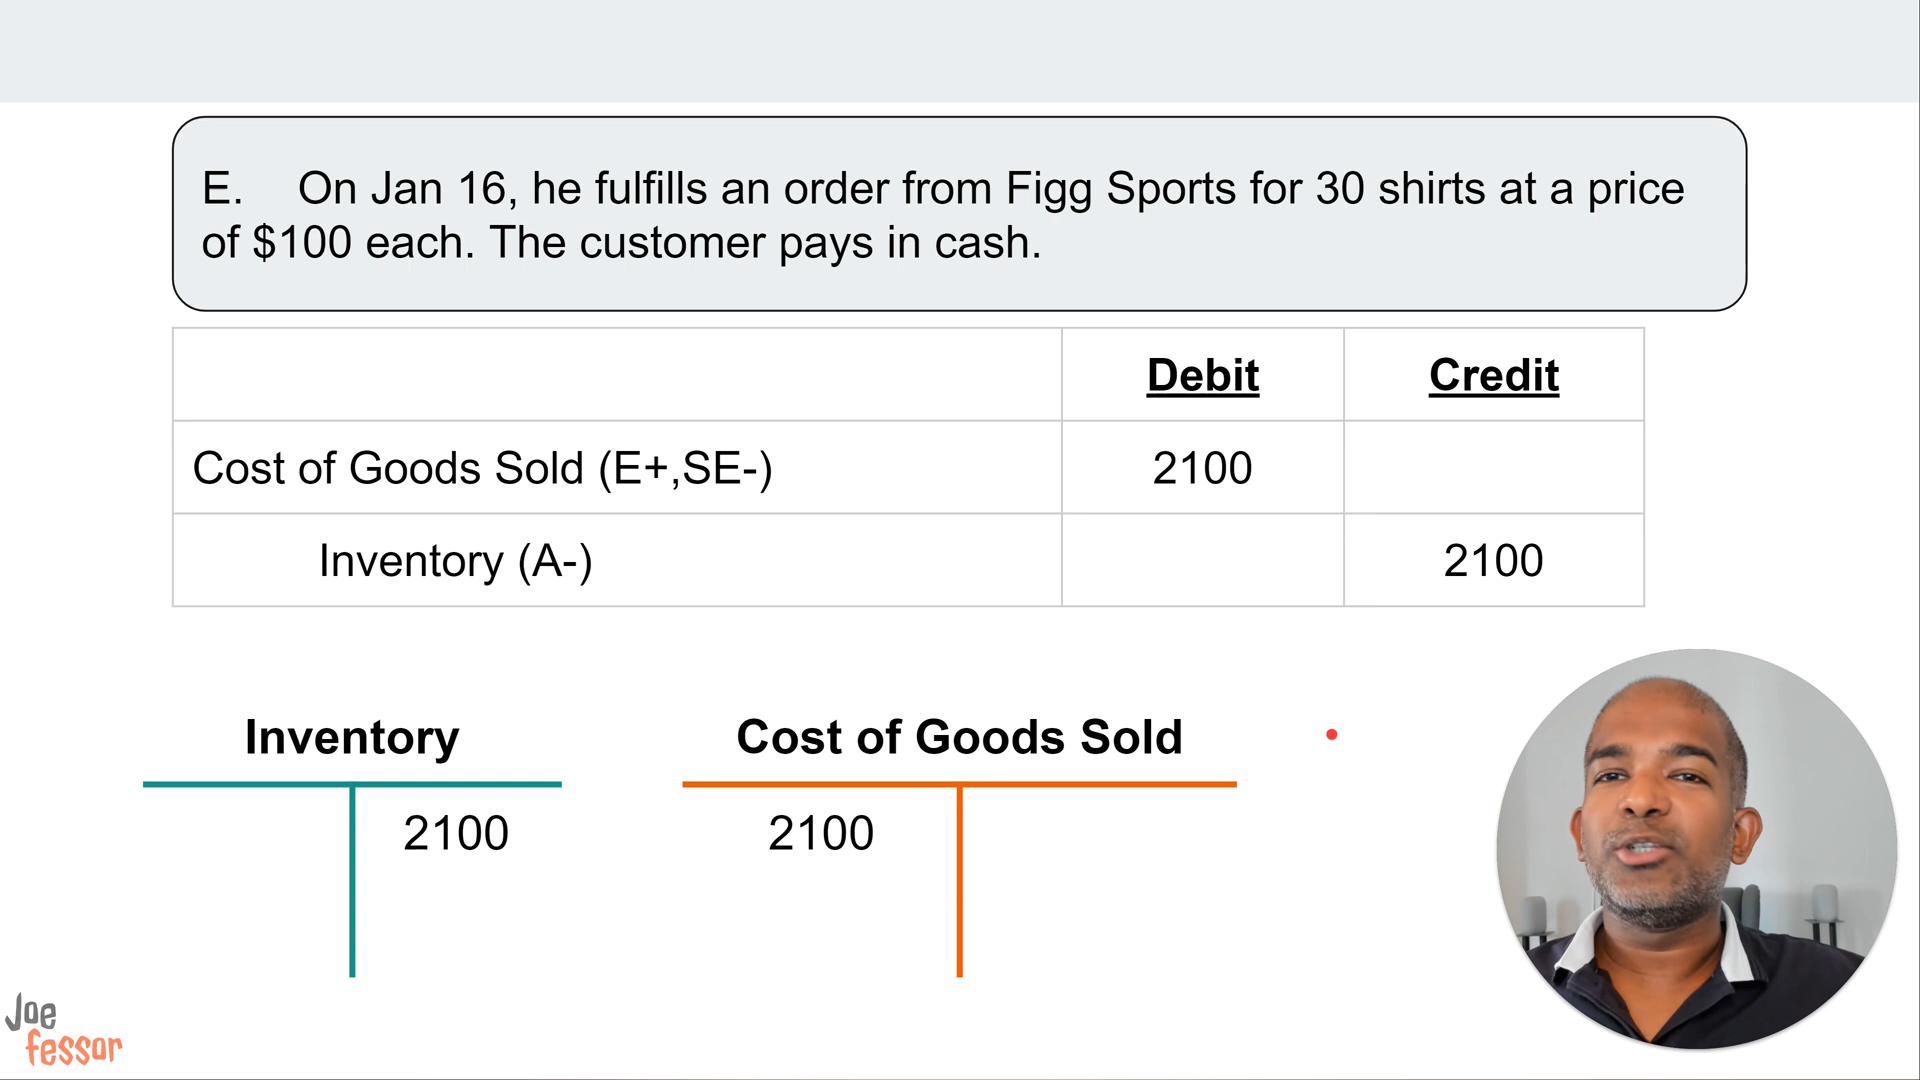 E. On Jan 16, he fulfills an order from Figg Sports for 30 shirts at a price
of $100 each. The customer pays in cash.
Debit Credit
Cost of Goods Sold (E+,SE-) 2100
Inventory (A-) 2100
Inventory Cost of Goods Sold
2100 2100
Joe
fessor